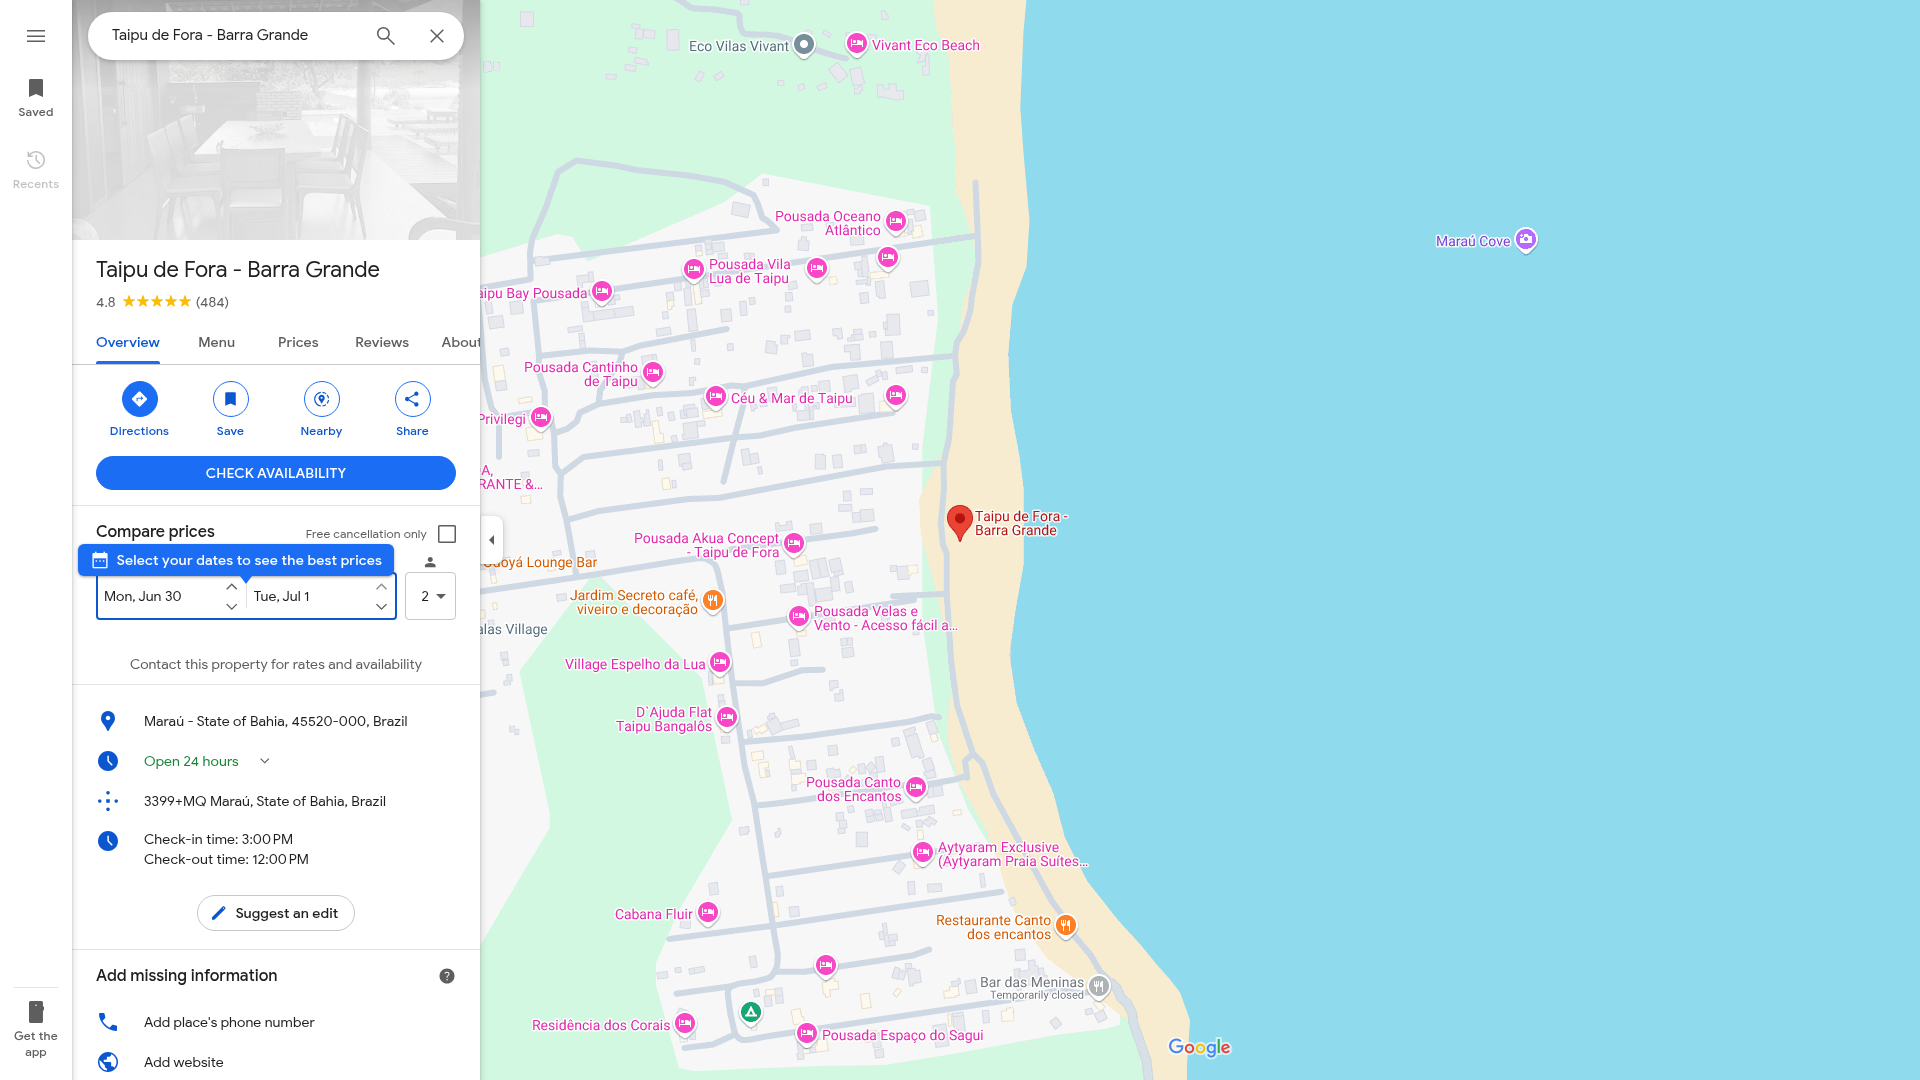 Taipu de Fora - Barra Grande
Saved
Recents
Get the
app
Taipu de Fora - Barra Grande
4.8
(484)
Overview
Menu
Prices
Reviews
About
Directions
Save
Nearby
Share
CHECK AVAILABILITY
Compare prices
Free cancellation only
Select your dates to see the best prices
Mon, Jun 30
Tue, Jul 1
2
Contact this property for rates and availability
Maraú - State of Bahia, 45520-000, Brazil
Open 24 hours
3399+MQ Maraú, State of Bahia, Brazil
Check-in time: 3:00 PM
Check-out time: 12:00 PM
Suggest an edit
Add missing information
Add place's phone number
Add website
Eco Vilas Vivant
Vivant Eco Beach
Maraú Cove
Pousada Oceano
Atlântico
Pousada Vila
Lua de Taipu
aipu Bay Pousada
Pousada Cantinho
de Taipu
Céu & Mar de Taipu
Privilegi
A,
RANTE &...
Taipu de Fora -
Barra Grande
Pousada Akua Concept
- Taipu de Fora
Odoyá Lounge Bar
Jardim Secreto café,
viveiro e decoração
Pousada Velas e
Vento - Acesso fácil a...
alas Village
Village Espelho da Lua
D`Ajuda Flat
Taipu Bangalôs
Pousada Canto
dos Encantos
Aytyaram Exclusive
(Aytyaram Praia Suítes...
Cabana Fluir
Restaurante Canto
dos encantos
Bar das Meninas
Temporarily closed
Residência dos Corais
Pousada Espaço do Sagui
Google